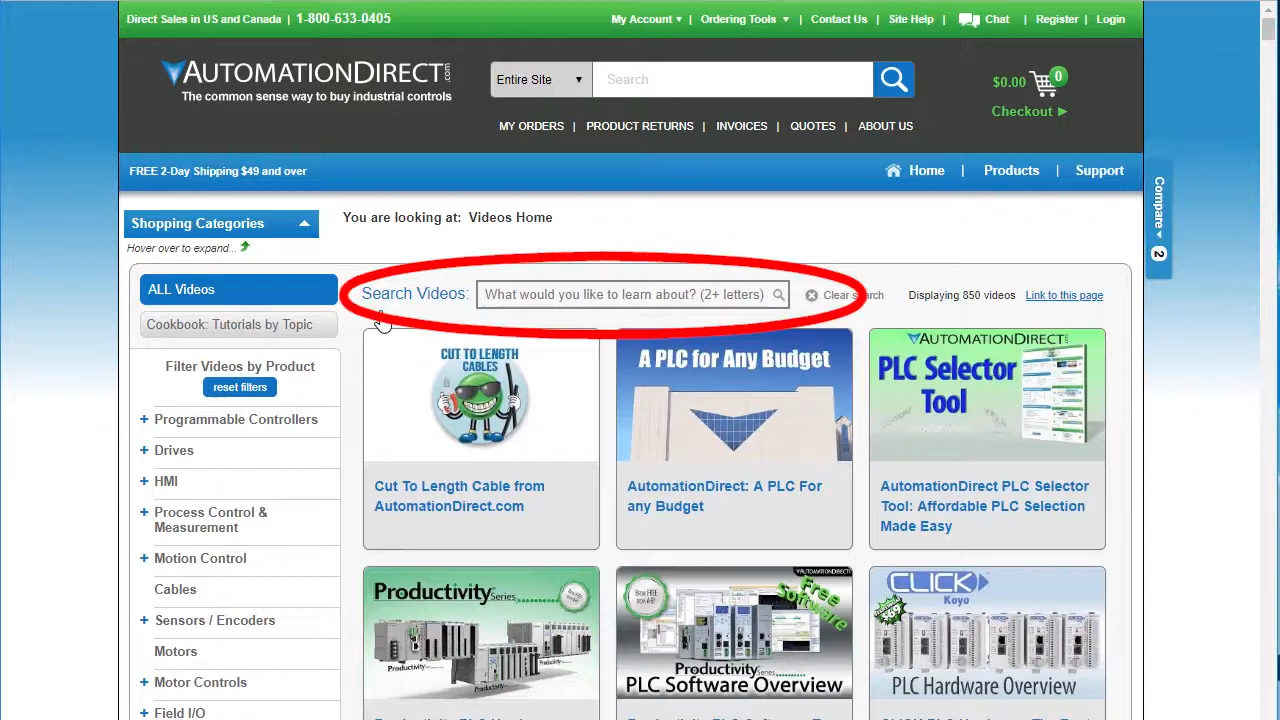 Direct Sales in US and Canada | 1-800-633-0405
My Account ▾ | Ordering Tools ▾ | Contact Us | Site Help | Chat | Register | Login
AUTOMATIONDIRECT.com
The common sense way to buy industrial controls
Entire Site ▼ Search
$0.00 0
Checkout ▶
MY ORDERS | PRODUCT RETURNS | INVOICES | QUOTES | ABOUT US
FREE 2-Day Shipping $49 and over
Home | Products | Support
Compare 2
Shopping Categories
Hover over to expand...
You are looking at: Videos Home
ALL Videos
Cookbook: Tutorials by Topic
Filter Videos by Product
reset filters
+ Programmable Controllers
+ Drives
+ HMI
+ Process Control &
Measurement
+ Motion Control
Cables
+ Sensors / Encoders
Motors
+ Motor Controls
+ Field I/O
Search Videos: What would you like to learn about? (2+ letters) Clear search Displaying 850 videos Link to this page
CUT TO LENGTH
CABLES
Cut To Length Cable from
AutomationDirect.com
A PLC for Any Budget
AutomationDirect: A PLC For
any Budget
AUTOMATIONDIRECT
PLC Selector
Tool
AutomationDirect PLC Selector
Tool: Affordable PLC Selection
Made Easy
Productivity Series
AUTOMATIONDIRECT
Free
Software
Productivity Series
PLC Software Overview
CLICK
Koyo
PLC Hardware Overview